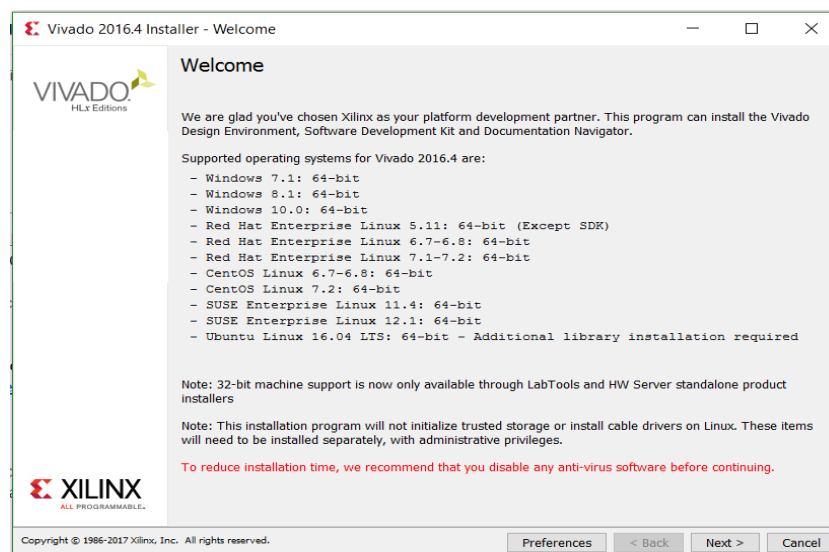 Vivado 2016.4 Installer - Welcome
Welcome
VIVADO.
HLx Editions
We are glad you've chosen Xilinx as your platform development partner. This program can install the Vivado
Design Environment, Software Development Kit and Documentation Navigator.
Supported operating systems for Vivado 2016.4 are:
- Windows 7.1: 64-bit
- Windows 8.1: 64-bit
- Windows 10.0: 64-bit
- Red Hat Enterprise Linux 5.11: 64-bit (Except SDK)
- Red Hat Enterprise Linux 6.7-6.8: 64-bit
- Red Hat Enterprise Linux 7.1-7.2: 64-bit
- CentOS Linux 6.7-6.8: 64-bit
- CentOS Linux 7.2: 64-bit
- SUSE Enterprise Linux 11.4: 64-bit
- SUSE Enterprise Linux 12.1: 64-bit
- Ubuntu Linux 16.04 LTS: 64-bit - Additional library installation required
Note: 32-bit machine support is now only available through LabTools and HW Server standalone product
installers
Note: This installation program will not initialize trusted storage or install cable drivers on Linux. These items
will need to be installed separately, with administrative privileges.
To reduce installation time, we recommend that you disable any anti-virus software before continuing.
XILINX
ALL PROGRAMMABLE.
Copyright © 1986-2017 Xilinx, Inc. All rights reserved.
Preferences < Back Next > Cancel